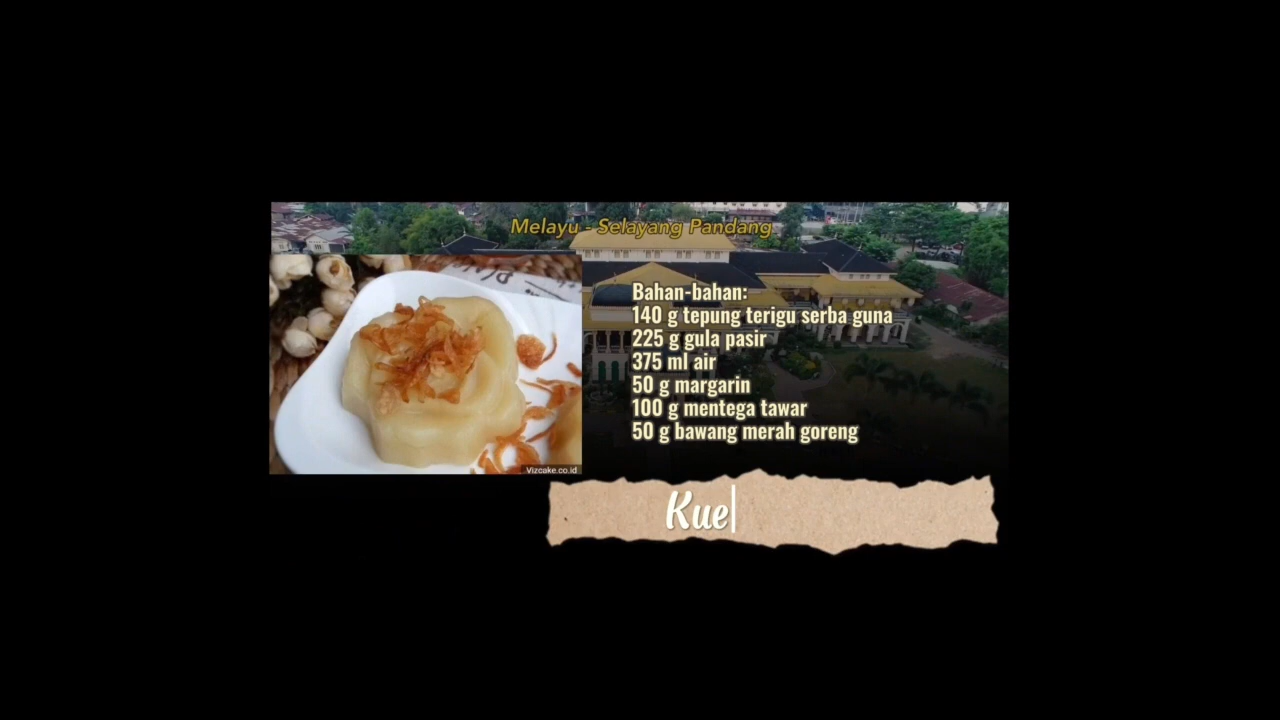 Melayu - Selayang Pandang
Bahan-bahan:
140 g tepung terigu serba guna
225 g gula pasir
375 ml air
50 g margarin
100 g mentega tawar
50 g bawang merah goreng
Vizcake.co.id
Kue